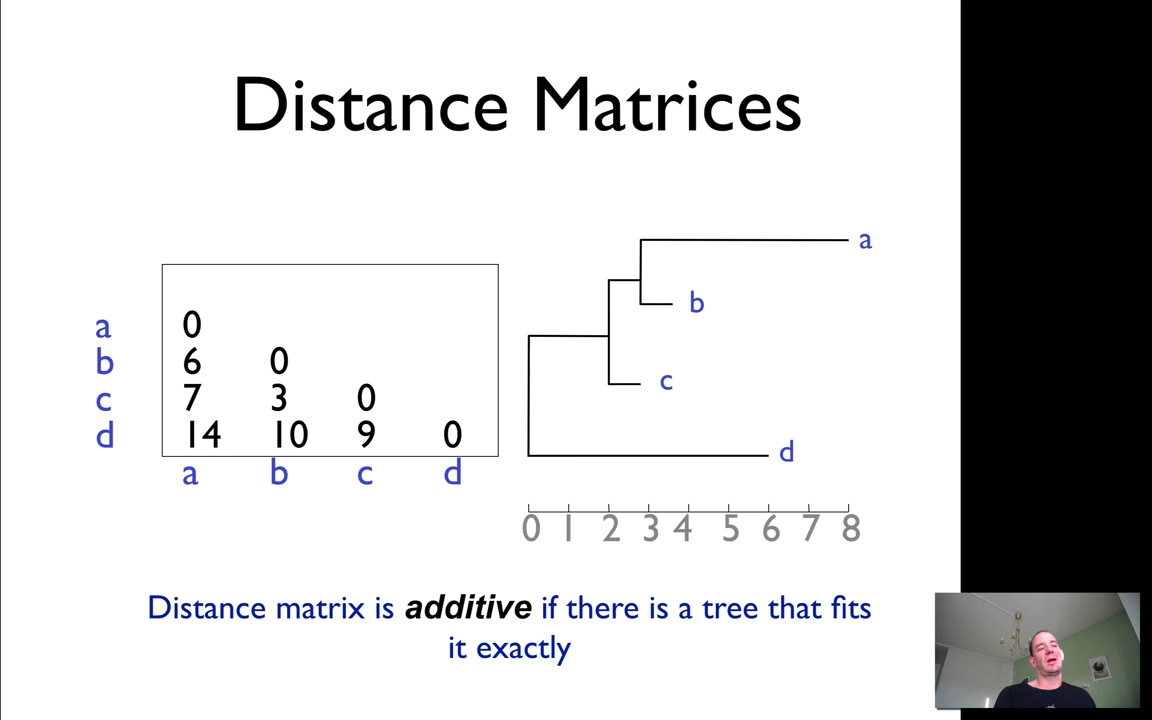 Distance Matrices
a 0
b 6 0
c 7 3 0
d 14 10 9 0
a b c d
a
b
c
d
0 1 2 3 4 5 6 7 8
Distance matrix is additive if there is a tree that fits
it exactly